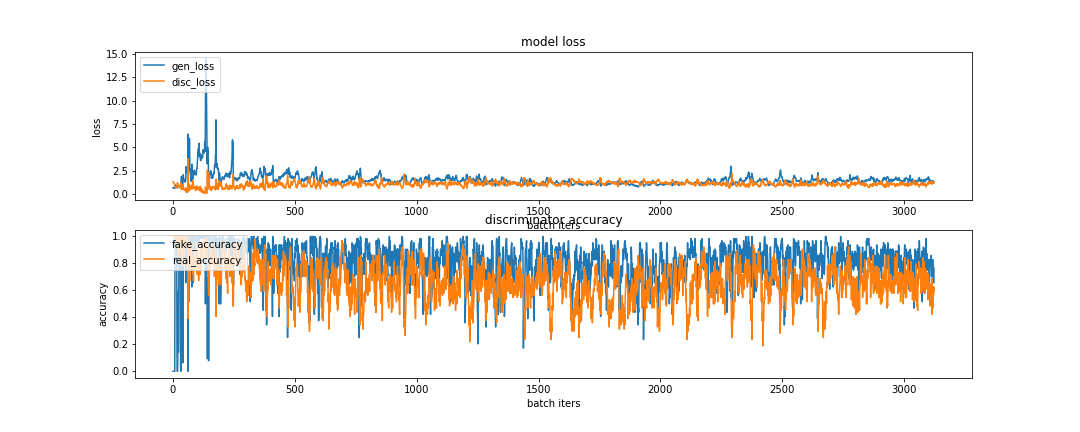 model loss
15.0
12.5
10.0
7.5
5.0
2.5
0.0
loss
gen_loss
disc_loss
0 500 1000 1500 2000 2500 3000
batch iters
discriminator accuracy
1.0
0.8
0.6
0.4
0.2
0.0
accuracy
fake_accuracy
real_accuracy
0 500 1000 1500 2000 2500 3000
batch iters